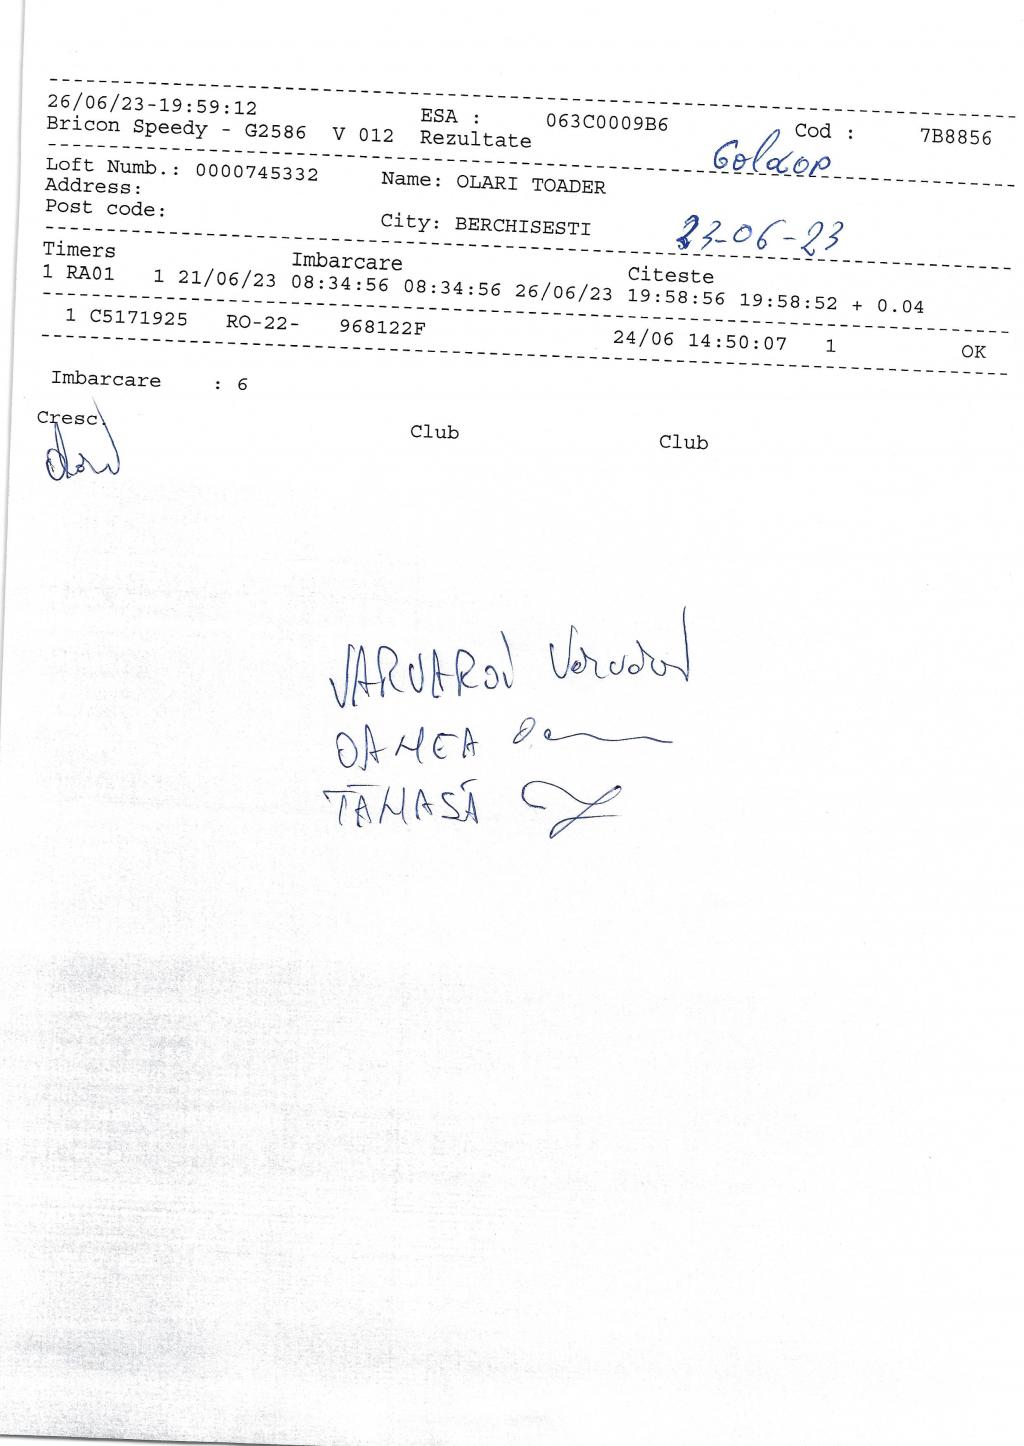 26/06/23-19:59:12 ESA : 063C0009B6 Cod : 7B8856
Bricon Speedy - G2586 V 012 Rezultate
Loft Numb.: 0000745332 Name: OLARI TOADER
Address:
Post code: City: BERCHISESTI 23-06-23
Timers Imbarcare Citeste
1 RA01 1 21/06/23 08:34:56 08:34:56 26/06/23 19:58:56 19:58:52 + 0.04
1 C5171925 RO-22- 968122F 24/06 14:50:07 1 OK
Imbarcare : 6
Cresc. Club Club
VARVAROI
OAMEA
TĂMASĂ